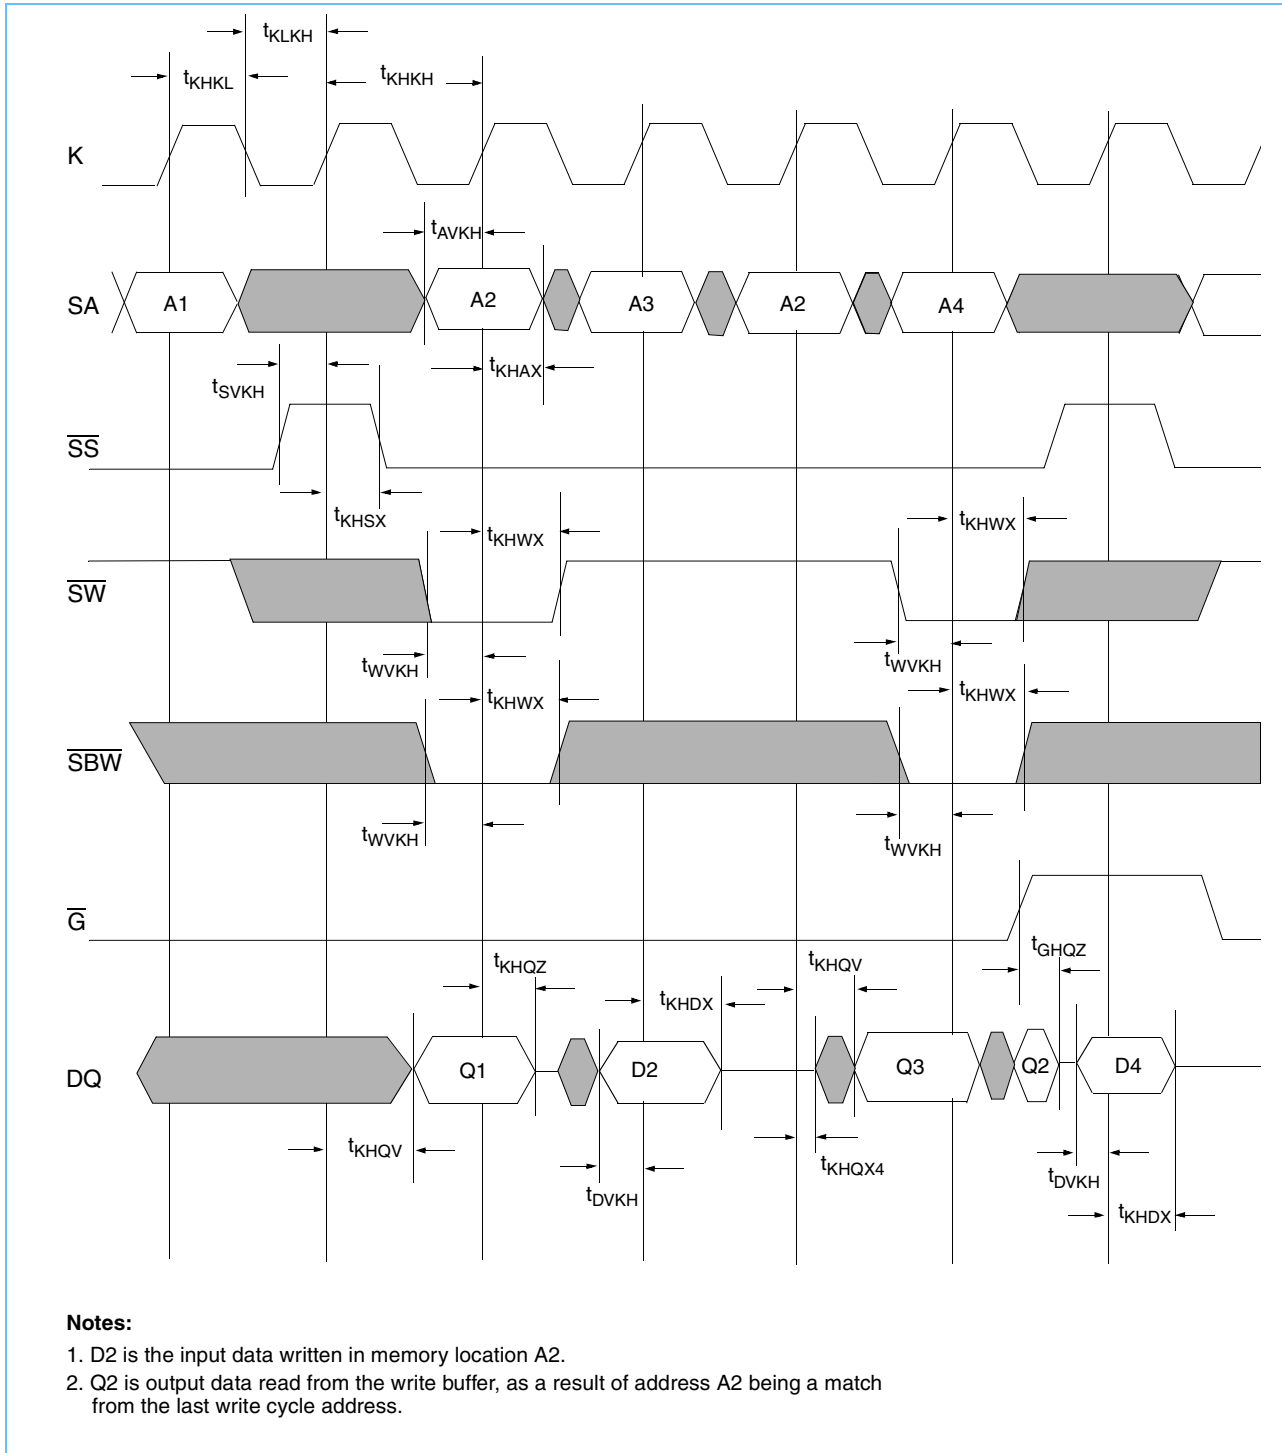 tKLKH
tKHKL
tKHKH
K
tAVKH
SA
A1
A2
A3
A2
A4
tSVKH
tKHAX
SS
tKHSX
tKHWX
tKHWX
SW
tWVKH
tWVKH
tKHWX
tKHWX
SBW
tWVKH
tWVKH
G
tKHQZ
tKHQV
tGHQZ
tKHDX
DQ
Q1
D2
Q3
Q2
D4
tKHQV
tDVKH
tKHQX4
tDVKH
tKHDX
Notes:
1. D2 is the input data written in memory location A2.
2. Q2 is output data read from the write buffer, as a result of address A2 being a match
from the last write cycle address.